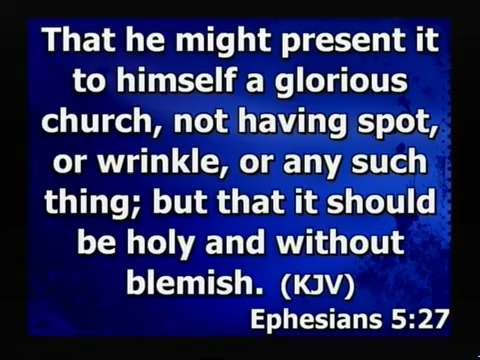 That he might present it
to himself a glorious
church, not having spot,
or wrinkle, or any such
thing; but that it should
be holy and without
blemish. (KJV)
Ephesians 5:27